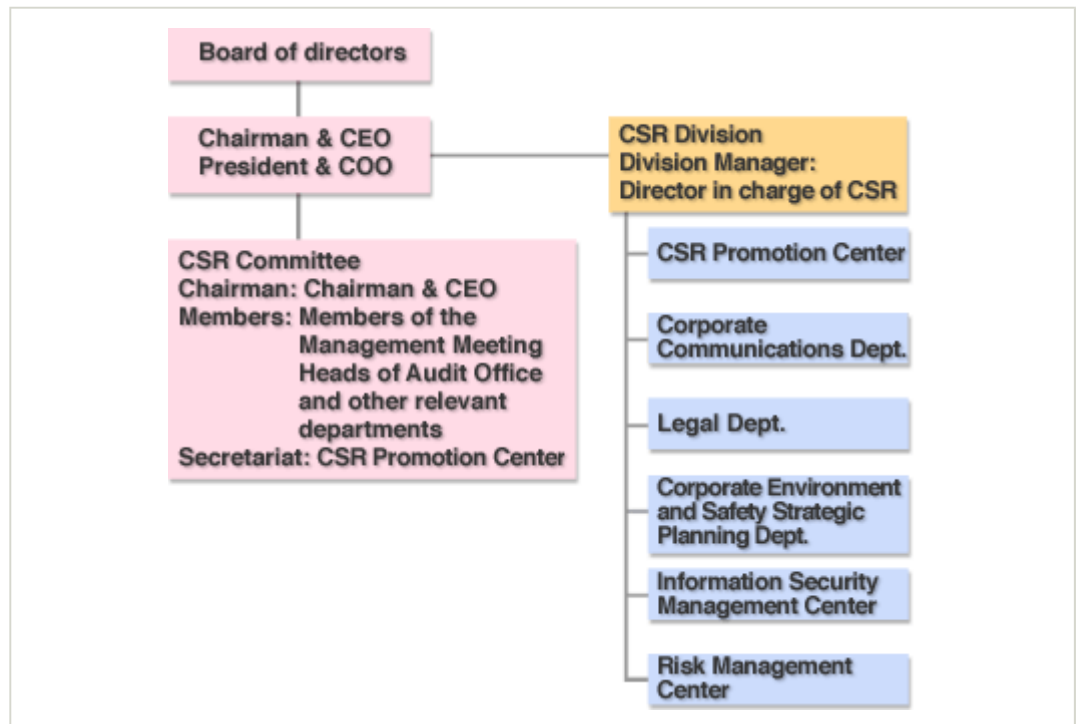 Board of directors
Chairman & CEO
President & COO
CSR Division
Division Manager:
Director in charge of CSR
CSR Committee
Chairman: Chairman & CEO
Members: Members of the
Management Meeting
Heads of Audit Office
and other relevant
departments
Secretariat: CSR Promotion Center
CSR Promotion Center
Corporate
Communications Dept.
Legal Dept.
Corporate Environment
and Safety Strategic
Planning Dept.
Information Security
Management Center
Risk Management
Center